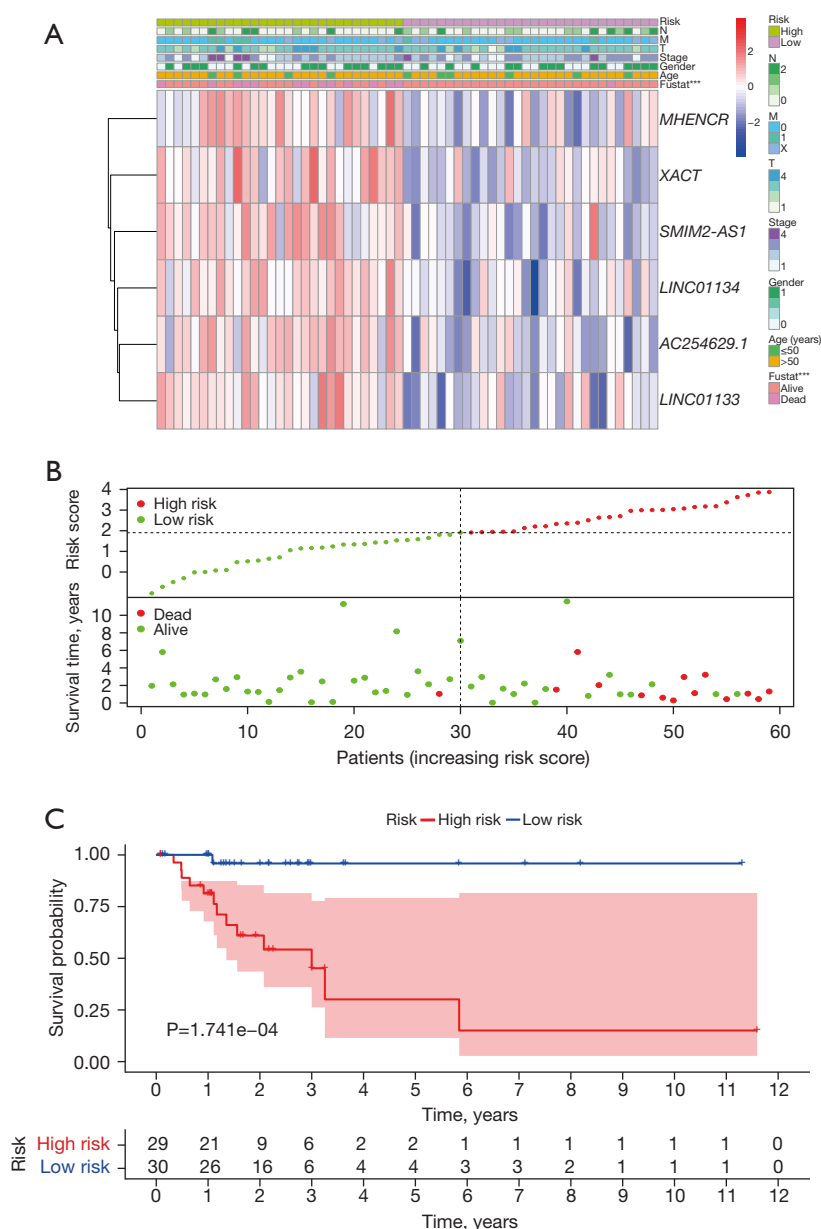 A
Risk
N
M
T
Stage
Gender
Age
Fustat***
MHENCR
XACT
SMIM2-AS1
LINC01134
AC254629.1
LINC01133
2
0
−2
Risk
High
Low
N
2
0
M
0
1
X
T
4
1
Stage
4
1
Gender
1
0
Age (years)
≤50
>50
Fustat***
Alive
Dead
B
Risk score
4
3
2
1
0
High risk
Low risk
Survival time, years
10
8
6
4
2
0
Dead
Alive
0 10 20 30 40 50 60
Patients (increasing risk score)
C
Risk High risk Low risk
Survival probability
1.00
0.75
0.50
0.25
0.00
P=1.741e−04
0 1 2 3 4 5 6 7 8 9 10 11 12
Time, years
Risk
High risk 29 21 9 6 2 2 1 1 1 1 1 1 0
Low risk 30 26 16 6 4 4 3 3 2 1 1 1 0
0 1 2 3 4 5 6 7 8 9 10 11 12
Time, years